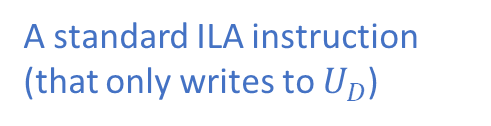 A standard ILA instruction
(that only writes to U_D)